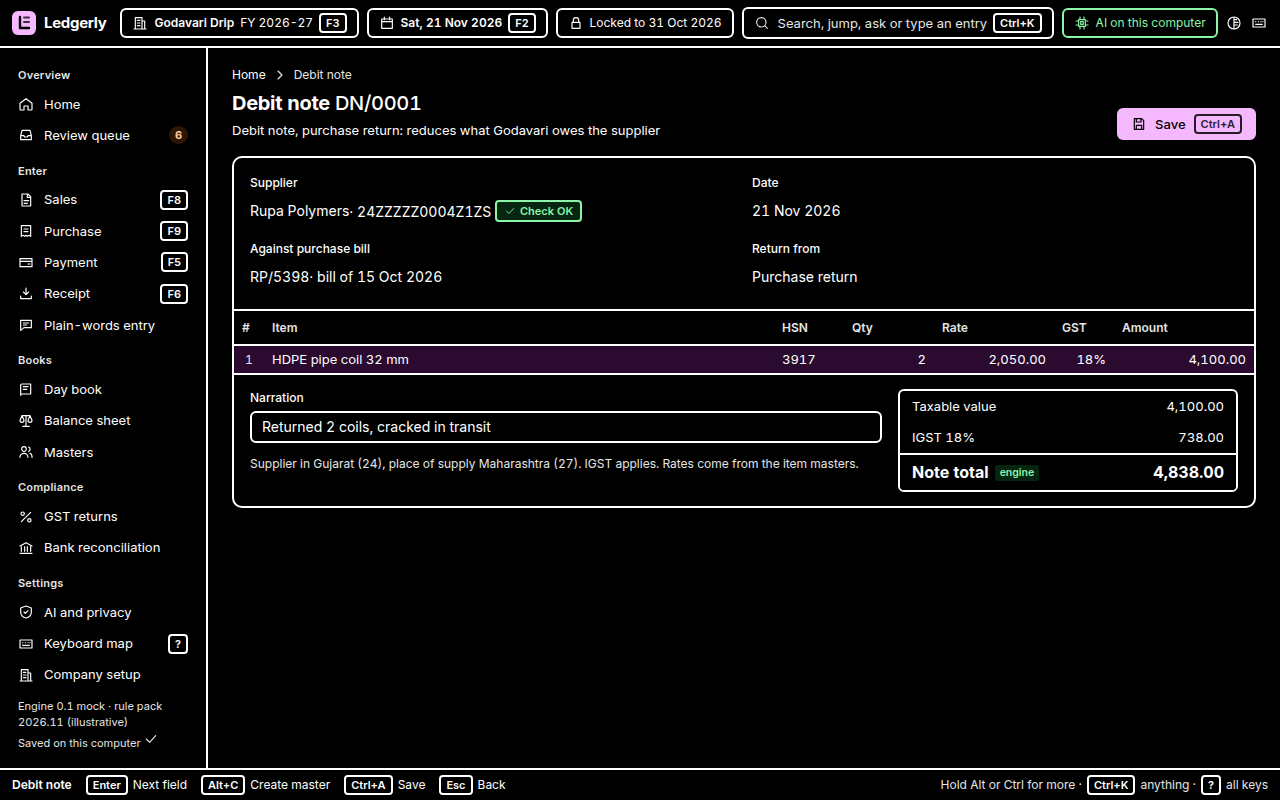 Ledgerly
Godavari Drip FY 2026-27 F3
Sat, 21 Nov 2026 F2
Locked to 31 Oct 2026
Search, jump, ask or type an entry Ctrl+K
AI on this computer
Overview
Home
Review queue 6
Enter
Sales F8
Purchase F9
Payment F5
Receipt F6
Plain-words entry
Books
Day book
Balance sheet
Masters
Compliance
GST returns
Bank reconciliation
Settings
AI and privacy
Keyboard map ?
Company setup
Engine 0.1 mock · rule pack
2026.11 (illustrative)
Saved on this computer
Home Debit note
Debit note DN/0001
Debit note, purchase return: reduces what Godavari owes the supplier
Save Ctrl+A
Supplier Date
Rupa Polymers· 24ZZZZZ0004Z1ZS Check OK 21 Nov 2026
Against purchase bill Return from
RP/5398· bill of 15 Oct 2026 Purchase return
# Item HSN Qty Rate GST Amount
1 HDPE pipe coil 32 mm 3917 2 2,050.00 18% 4,100.00
Narration
Returned 2 coils, cracked in transit
Supplier in Gujarat (24), place of supply Maharashtra (27). IGST applies. Rates come from the item masters.
Taxable value 4,100.00
IGST 18% 738.00
Note total engine 4,838.00
Debit note Enter Next field Alt+C Create master Ctrl+A Save Esc Back
Hold Alt or Ctrl for more · Ctrl+K anything · ? all keys